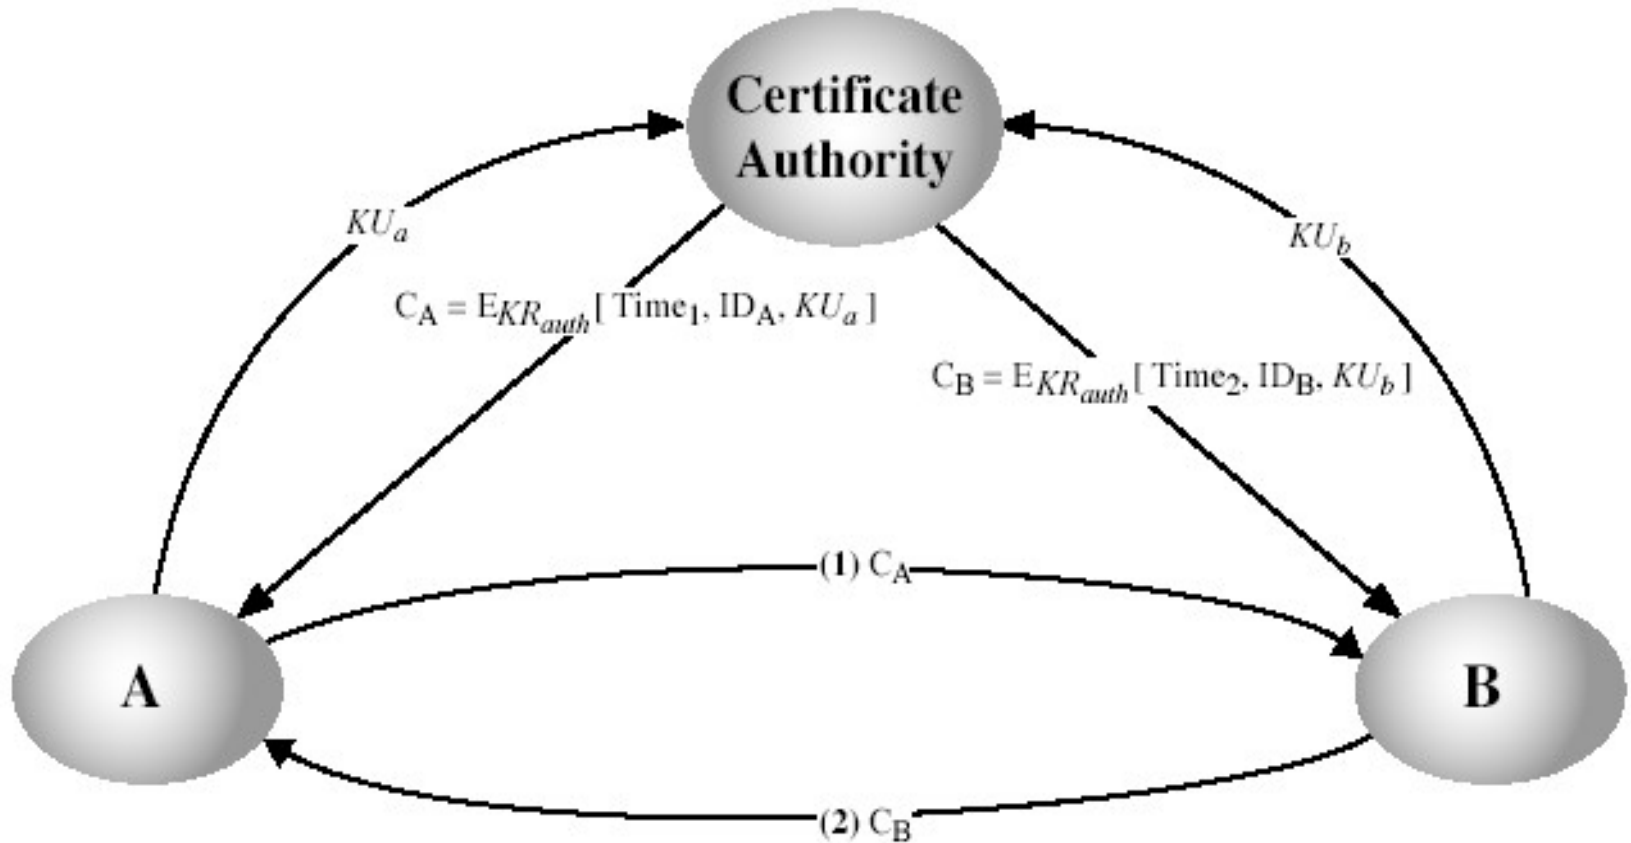 Certificate
Authority
KUa
KUb
CA = EKRauth[ Time1, IDA, KUa ]
CB = EKRauth[ Time2, IDB, KUb ]
(1) CA
A
B
(2) CB